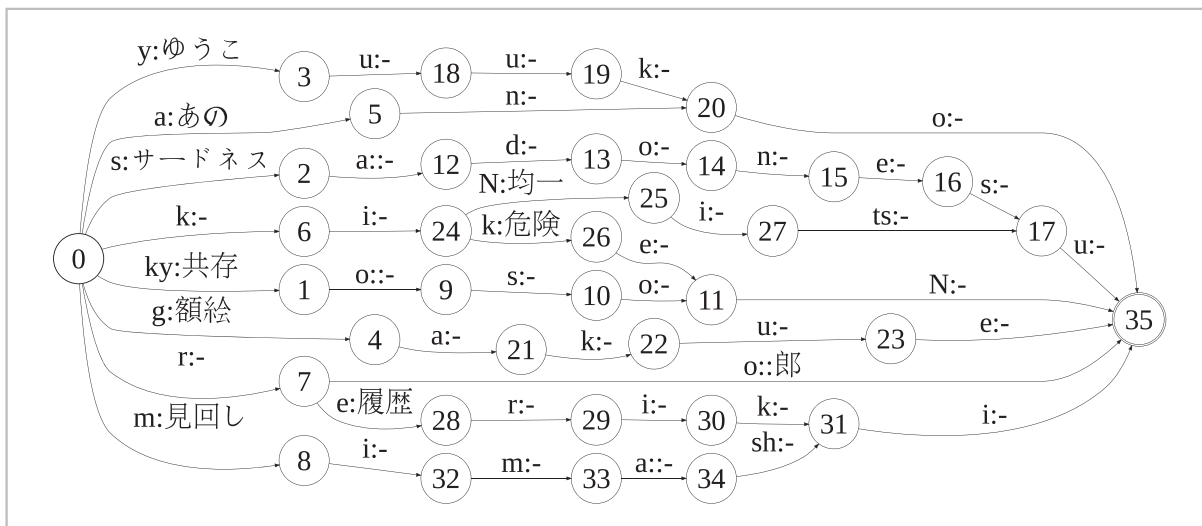 y:ゆうこ
3
u:-
18
u:-
19
k:-
20
a:あの
5
n:-
o:-
s:サードネス
2
a::-
12
d:-
13
o:-
14
n:-
15
e:-
16
s:-
17
k:-
6
i:-
24
N:均一
25
i:-
27
ts:-
u:-
k:危険
26
e:-
0
ky:共存
1
o::-
9
s:-
10
o:-
11
N:-
35
g:額絵
4
a:-
21
k:-
22
u:-
23
e:-
r:-
7
o::郎
e:履歴
28
r:-
29
i:-
30
k:-
31
i:-
m:見回し
8
i:-
32
m:-
33
a::-
34
sh:-